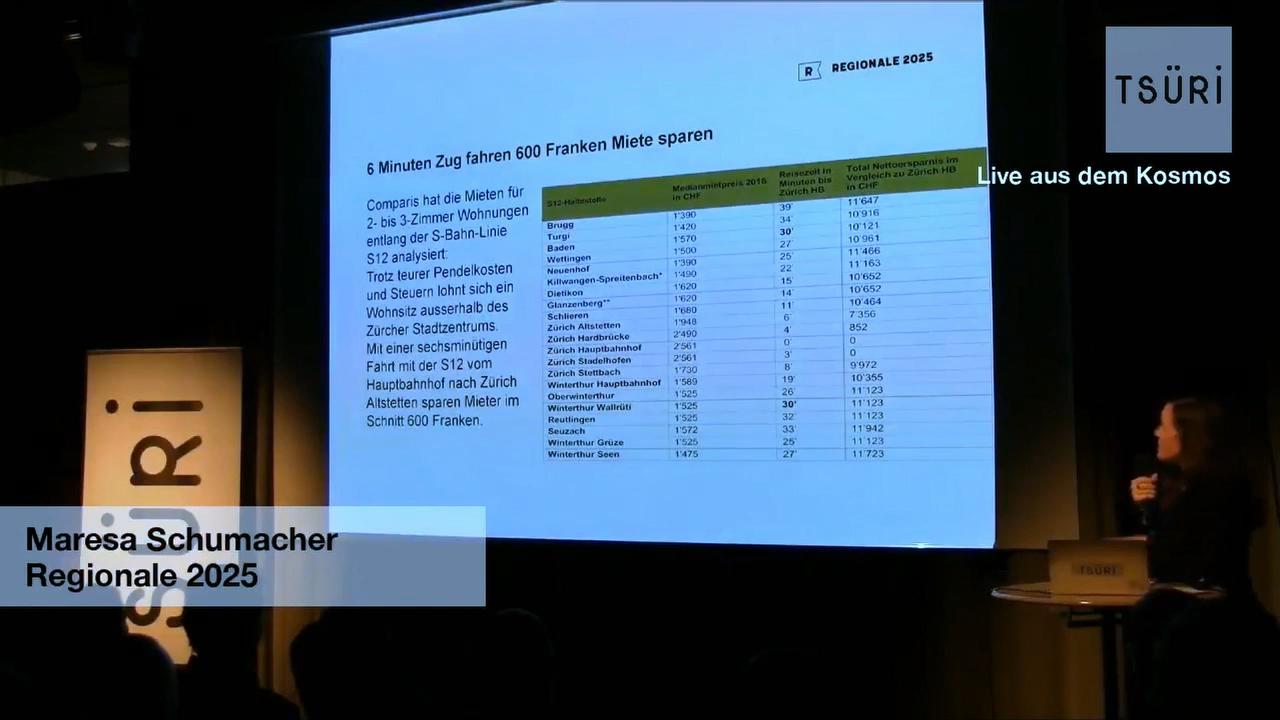 R REGIONALE 2025
TSÜRI
Live aus dem Kosmos
6 Minuten Zug fahren 600 Franken Miete sparen
Comparis hat die Mieten für
2- bis 3-Zimmer Wohnungen
entlang der S-Bahn-Linie
S12 analysiert:
Trotz teurer Pendelkosten
und Steuern lohnt sich ein
Wohnsitz ausserhalb des
Zürcher Stadtzentrums.
Mit einer sechsminütigen
Fahrt mit der S12 vom
Hauptbahnhof nach Zürich
Altstetten sparen Mieter im
Schnitt 600 Franken.
S12-Haltestelle Medianmietpreis 2016 in CHF Reisezeit in Minuten bis Zürich HB Total Nettoersparnis im Vergleich zu Zürich HB in CHF
Brugg 1'390 39' 11'647
Turgi 1'420 34' 10'916
Baden 1'570 30' 10'121
Wettingen 1'500 27' 10'961
Neuenhof 1'390 25' 11'466
Killwangen-Spreitenbach* 1'490 22' 11'163
Dietikon 1'620 15' 10'652
Glanzenberg** 1'620 14' 10'652
Schlieren 1'680 11' 10'464
Zürich Altstetten 1'948 6' 7'356
Zürich Hardbrücke 2'490 4' 852
Zürich Hauptbahnhof 2'561 0' 0
Zürich Stadelhofen 2'561 3' 0
Zürich Stettbach 1'730 8' 9'972
Winterthur Hauptbahnhof 1'589 19' 10'355
Oberwinterthur 1'525 26' 11'123
Winterthur Wallrüti 1'525 30' 11'123
Reutlingen 1'525 32' 11'123
Seuzach 1'572 33' 11'942
Winterthur Grüze 1'525 25' 11'123
Winterthur Seen 1'475 27' 11'723
TSÜRI
Maresa Schumacher
Regionale 2025
TSÜRI